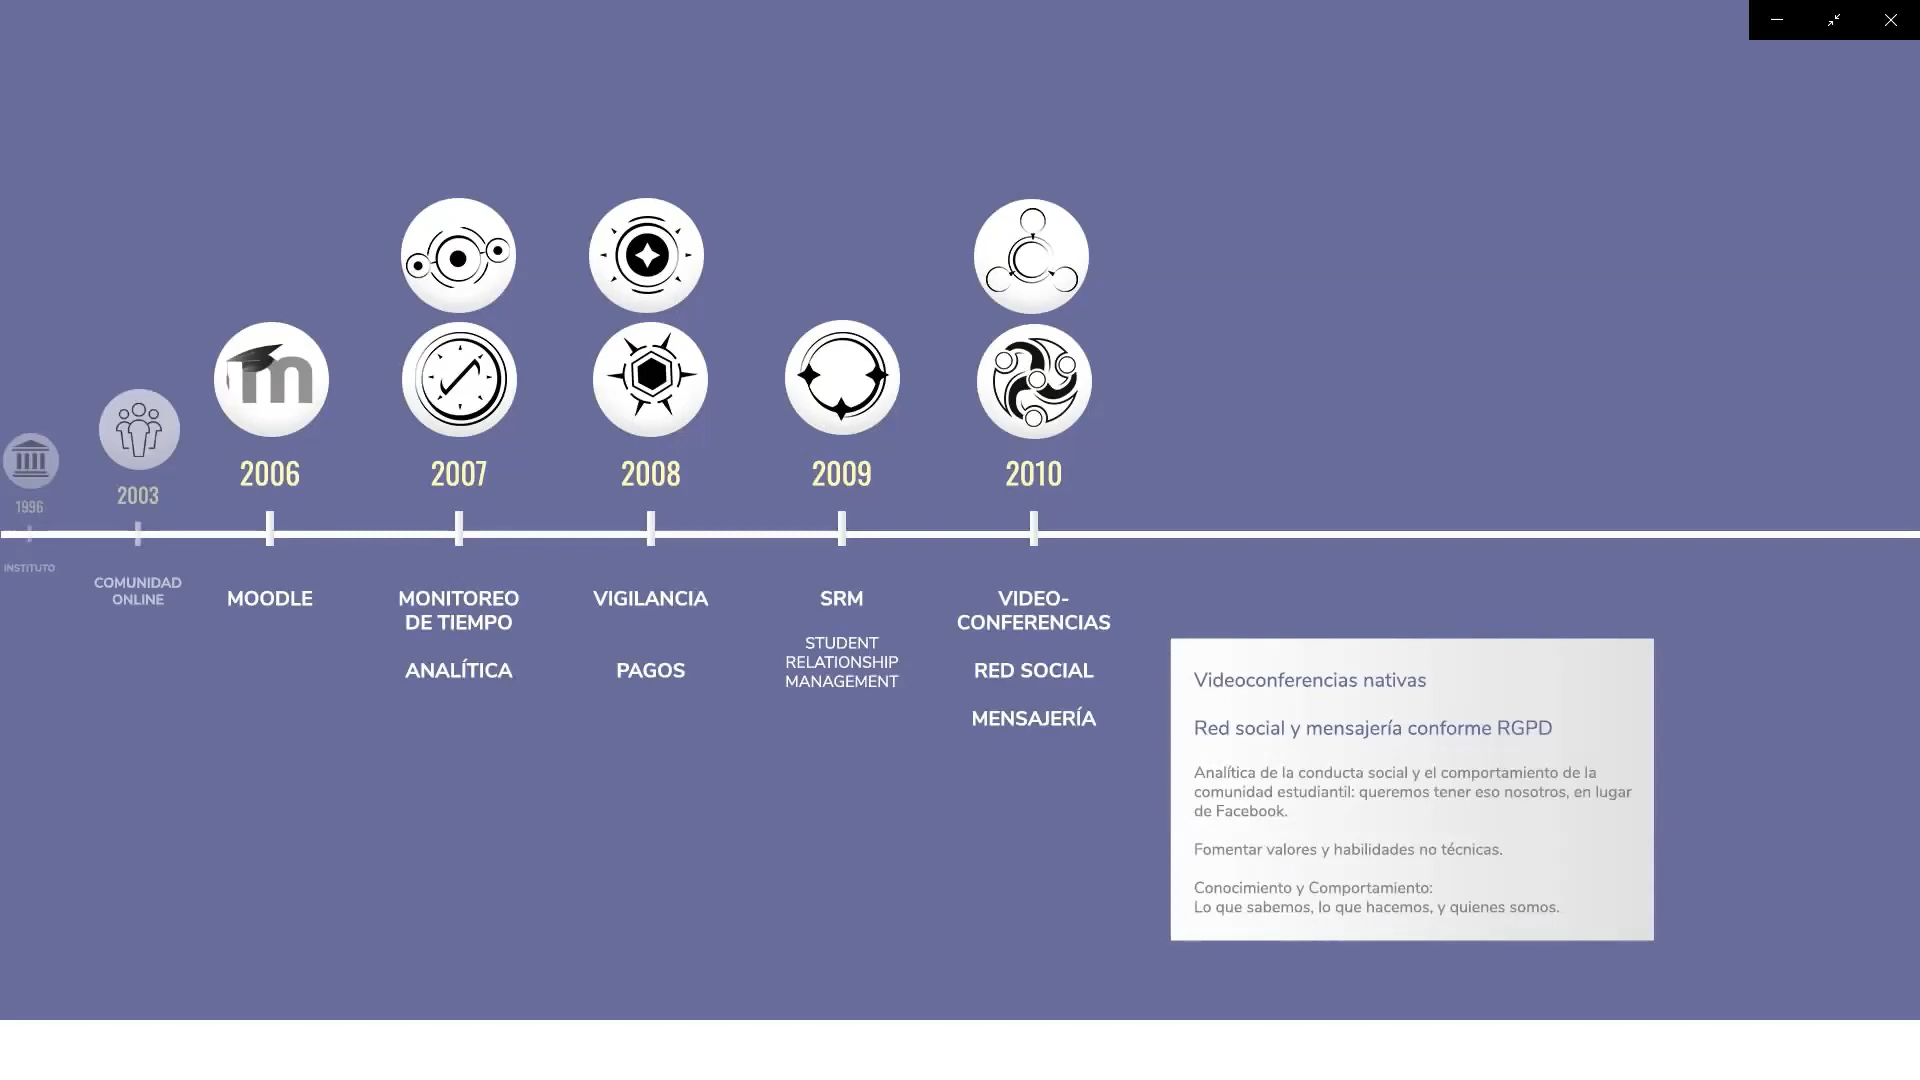 1996
INSTITUTO
2003
COMUNIDAD
ONLINE
m
2006
MOODLE
2007
MONITOREO
DE TIEMPO
ANALÍTICA
2008
VIGILANCIA
PAGOS
2009
SRM
STUDENT
RELATIONSHIP
MANAGEMENT
2010
VIDEO-
CONFERENCIAS
RED SOCIAL
MENSAJERÍA
Videoconferencias nativas
Red social y mensajería conforme RGPD
Analítica de la conducta social y el comportamiento de la
comunidad estudiantil: queremos tener eso nosotros, en lugar
de Facebook.
Fomentar valores y habilidades no técnicas.
Conocimiento y Comportamiento:
Lo que sabemos, lo que hacemos, y quienes somos.